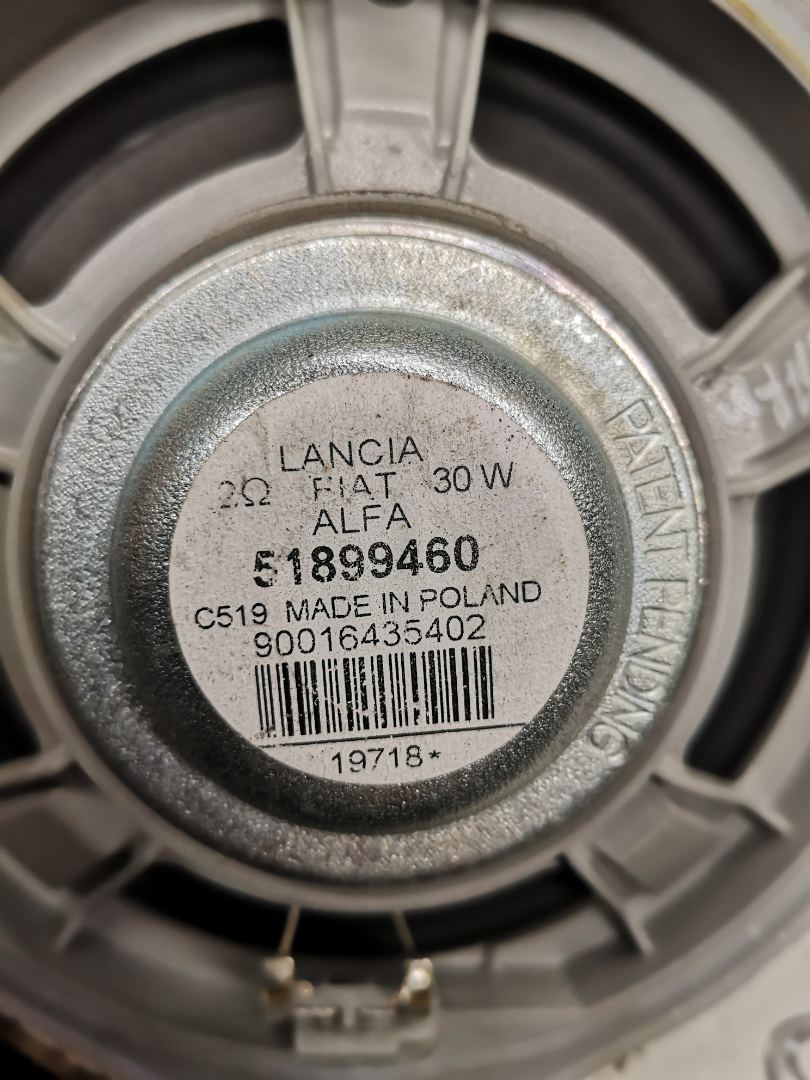 LANCIA
2Ω FIAT 30 W
ALFA
51899460
C519 MADE IN POLAND
90016435402
19718*
PATENT PENDING